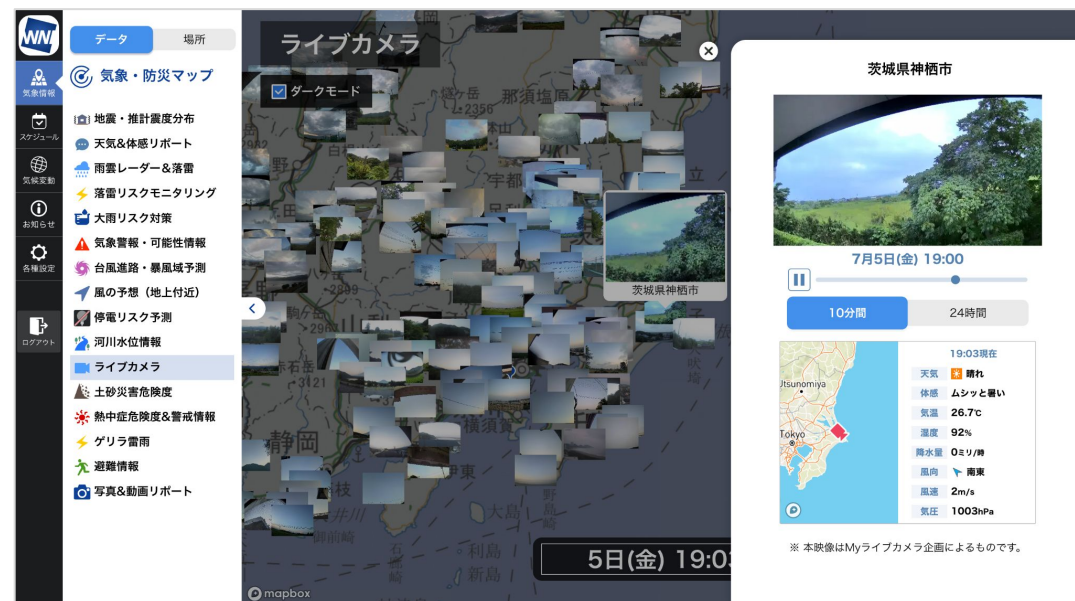 WNI
気象情報
スケジュール
気候変動
お知らせ
各種設定
ログアウト
データ
場所
気象・防災マップ
地震・推計震度分布
天気&体感リポート
雨雲レーダー&落雷
落雷リスクモニタリング
大雨リスク対策
気象警報・可能性情報
台風進路・暴風域予測
風の予想（地上付近）
停電リスク予測
河川水位情報
ライブカメラ
土砂災害危険度
熱中症危険度&警戒情報
ゲリラ雷雨
避難情報
写真&動画リポート
ライブカメラ
ダークモード
那須塩原
宇都
静岡
横須賀
伊東
大島
利島
新島
御前崎
石廊崎
野島崎
茨城県神栖市
5日(金) 19:03
mapbox
茨城県神栖市
7月5日(金) 19:00
10分間
24時間
Utsunomiya
Tokyo
19:03現在
天気 晴れ
体感 ムシッと暑い
気温 26.7℃
湿度 92%
降水量 0ミリ/時
風向 南東
風速 2m/s
気圧 1003hPa
※ 本映像はMyライブカメラ企画によるものです。